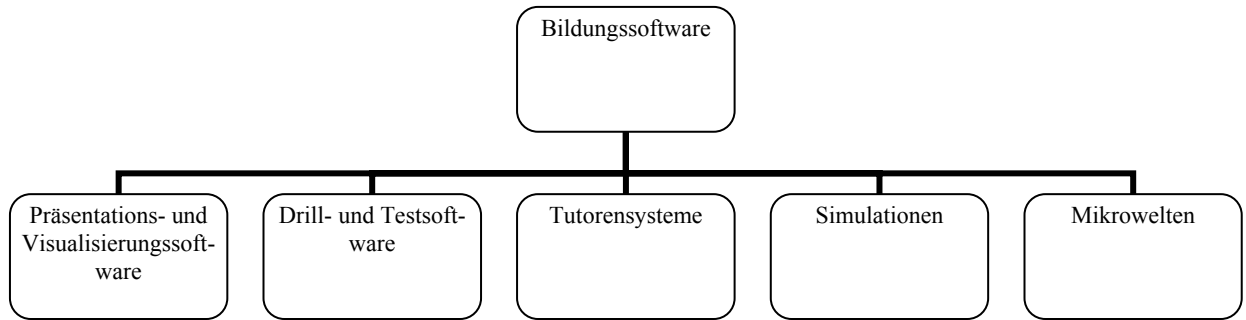 Bildungssoftware
Präsentations- und
Visualisierungssoft-
ware
Drill- und Testsoft-
ware
Tutorensysteme
Simulationen
Mikrowelten